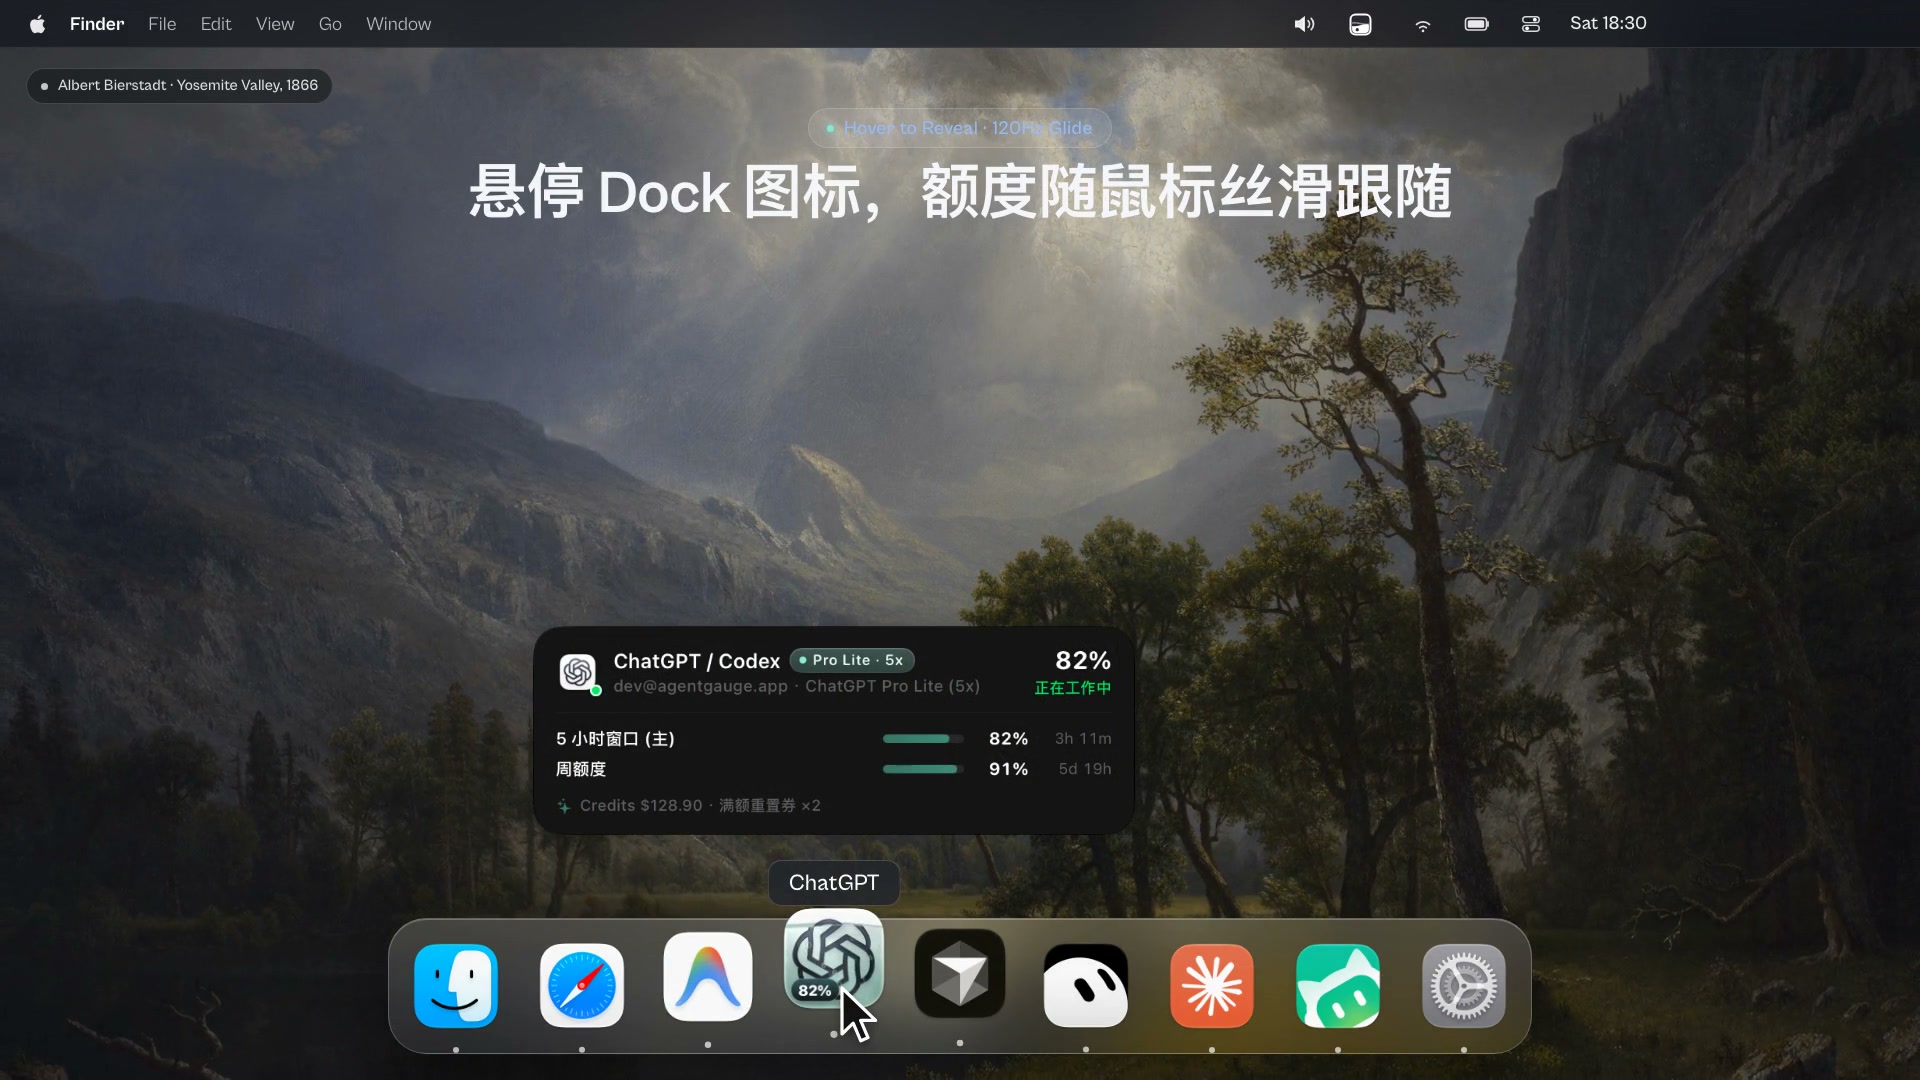 Finder File Edit View Go Window Sat 18:30
Albert Bierstadt · Yosemite Valley, 1866
Hover to Reveal · 120Hz Glide
悬停 Dock 图标，额度随鼠标丝滑跟随
ChatGPT / Codex Pro Lite · 5x 82%
dev@agentgauge.app · ChatGPT Pro Lite (5x) 正在工作中
5 小时窗口 (主) 82% 3h 11m
周额度 91% 5d 19h
Credits $128.90 · 满额重置券 ×2
ChatGPT
82%